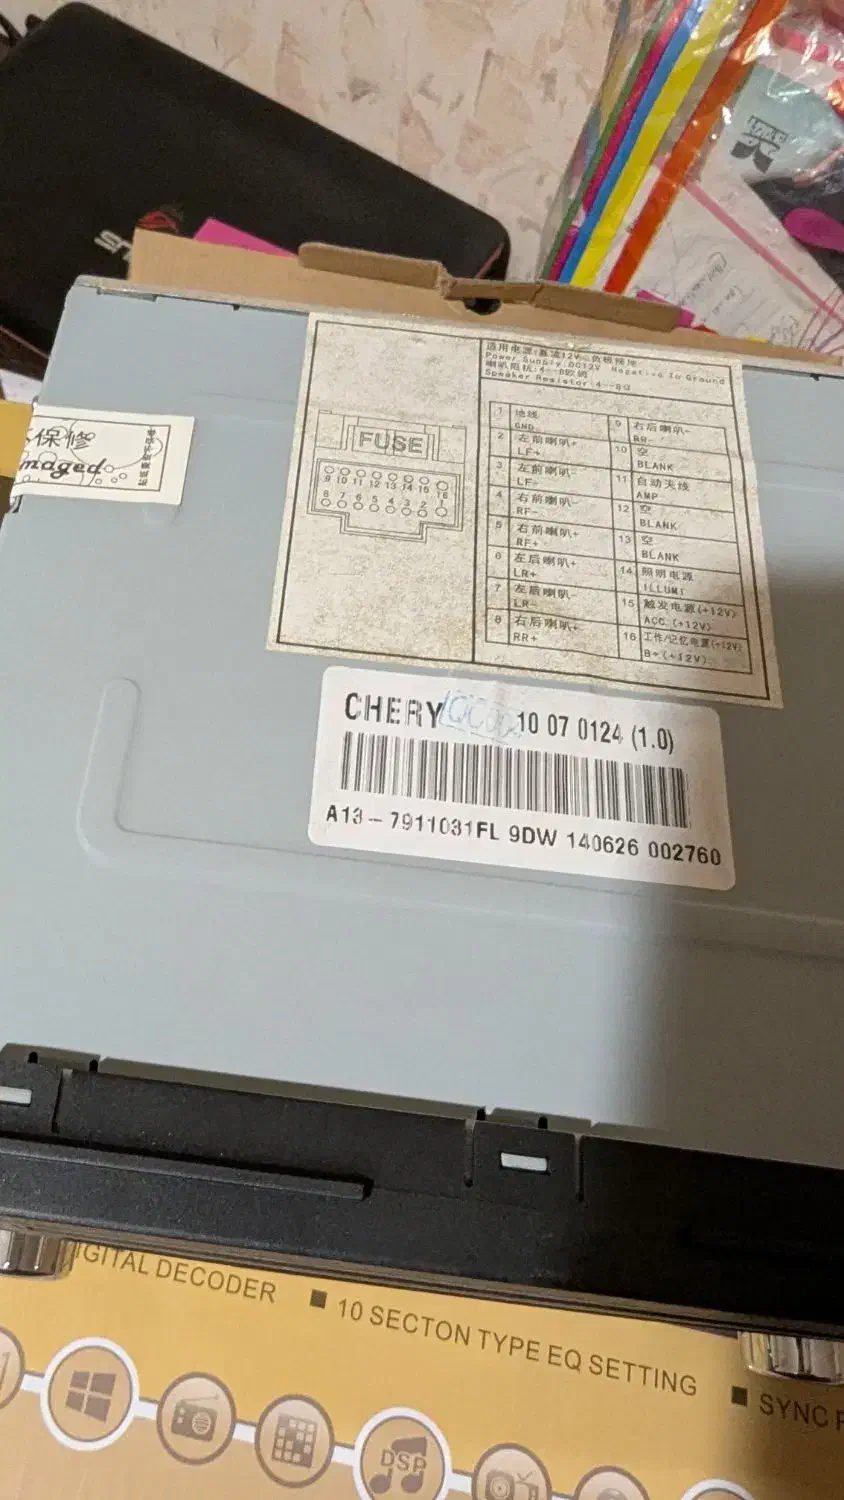 保修
maged
适用电源:直流12V 负极接地
Power Supply:DC12V Negative In Ground
喇叭阻抗:4--8欧姆
Speaker Resistor:4--8Ω
FUSE
9 10 11 12 13 14 15 16
8 7 6 5 4 3 2 1
1 地线
GND
2 左前喇叭+
LF+
3 左前喇叭-
LF-
4 右前喇叭-
RF-
5 右前喇叭+
RF+
6 左后喇叭+
LR+
7 左后喇叭-
LR-
8 右后喇叭+
RR+
9 右后喇叭-
RR-
10 空
BLANK
11 自动天线
AMP
12 空
BLANK
13 空
BLANK
14 照明电源
ILLUMI
15 触发电源(+12V)
ACC (+12V)
16 工作/记忆电源(+12V)
B+(+12V)
CHERY 10 07 0124 (1.0)
A13-7911031FL 9DW 140626 002760
IGITAL DECODER
■ 10 SECTON TYPE EQ SETTING
■ SYNC
DSP